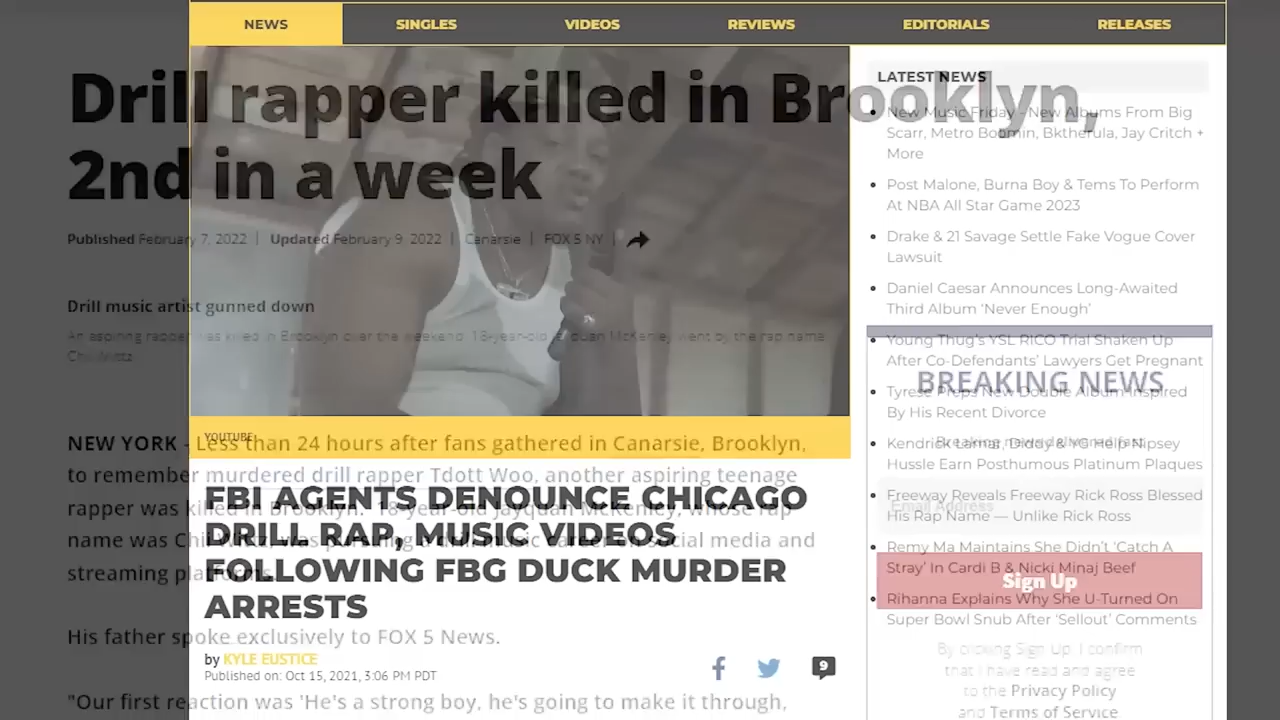 NEWS
SINGLES
VIDEOS
REVIEWS
EDITORIALS
RELEASES
Drill rapper killed in Brooklyn,
2nd in a week
Published February 7, 2022 | Updated February 9, 2022 | Canarsie | FOX 5 NY |
Drill music artist gunned down
An aspiring rapper was killed in Brooklyn over the weekend. 18-year-old Jayquan McKenley went by the rap name
Chii Wvttz
YOUTUBE
NEW YORK - Less than 24 hours after fans gathered in Canarsie, Brooklyn,
to remember murdered drill rapper Tdott Woo, another aspiring teenage
rapper was killed in Brooklyn. 18-year-old Jayquan McKenley, whose rap
name was Chii Wvttz, was pursuing a drill music career on social media and
streaming platforms.
His father spoke exclusively to FOX 5 News.
"Our first reaction was 'He's a strong boy, he's going to make it through,
FBI AGENTS DENOUNCE CHICAGO
DRILL RAP, MUSIC VIDEOS
FOLLOWING FBG DUCK MURDER
ARRESTS
by KYLE EUSTICE
Published on: Oct 15, 2021, 3:06 PM PDT
9
LATEST NEWS
New Music Friday - New Albums From Big
Scarr, Metro Boomin, Bktherula, Jay Critch +
More
Post Malone, Burna Boy & Tems To Perform
At NBA All Star Game 2023
Drake & 21 Savage Settle Fake Vogue Cover
Lawsuit
Daniel Caesar Announces Long-Awaited
Third Album ‘Never Enough’
Young Thug's YSL RICO Trial Shaken Up
After Co-Defendants’ Lawyers Get Pregnant
Tyrese Preps New Double Album Inspired
By His Recent Divorce
Kendrick Lamar, Diddy & YG Help Nipsey
Hussle Earn Posthumous Platinum Plaques
Freeway Reveals Freeway Rick Ross Blessed
His Rap Name — Unlike Rick Ross
Remy Ma Maintains She Didn’t ‘Catch A
Stray’ In Cardi B & Nicki Minaj Beef
Rihanna Explains Why She U-Turned On
Super Bowl Snub After ‘Sellout’ Comments
BREAKING NEWS
Breaking news delivered fast.
Email Address
Sign Up
By clicking Sign Up, I confirm
that I have read and agree
to the Privacy Policy
and Terms of Service